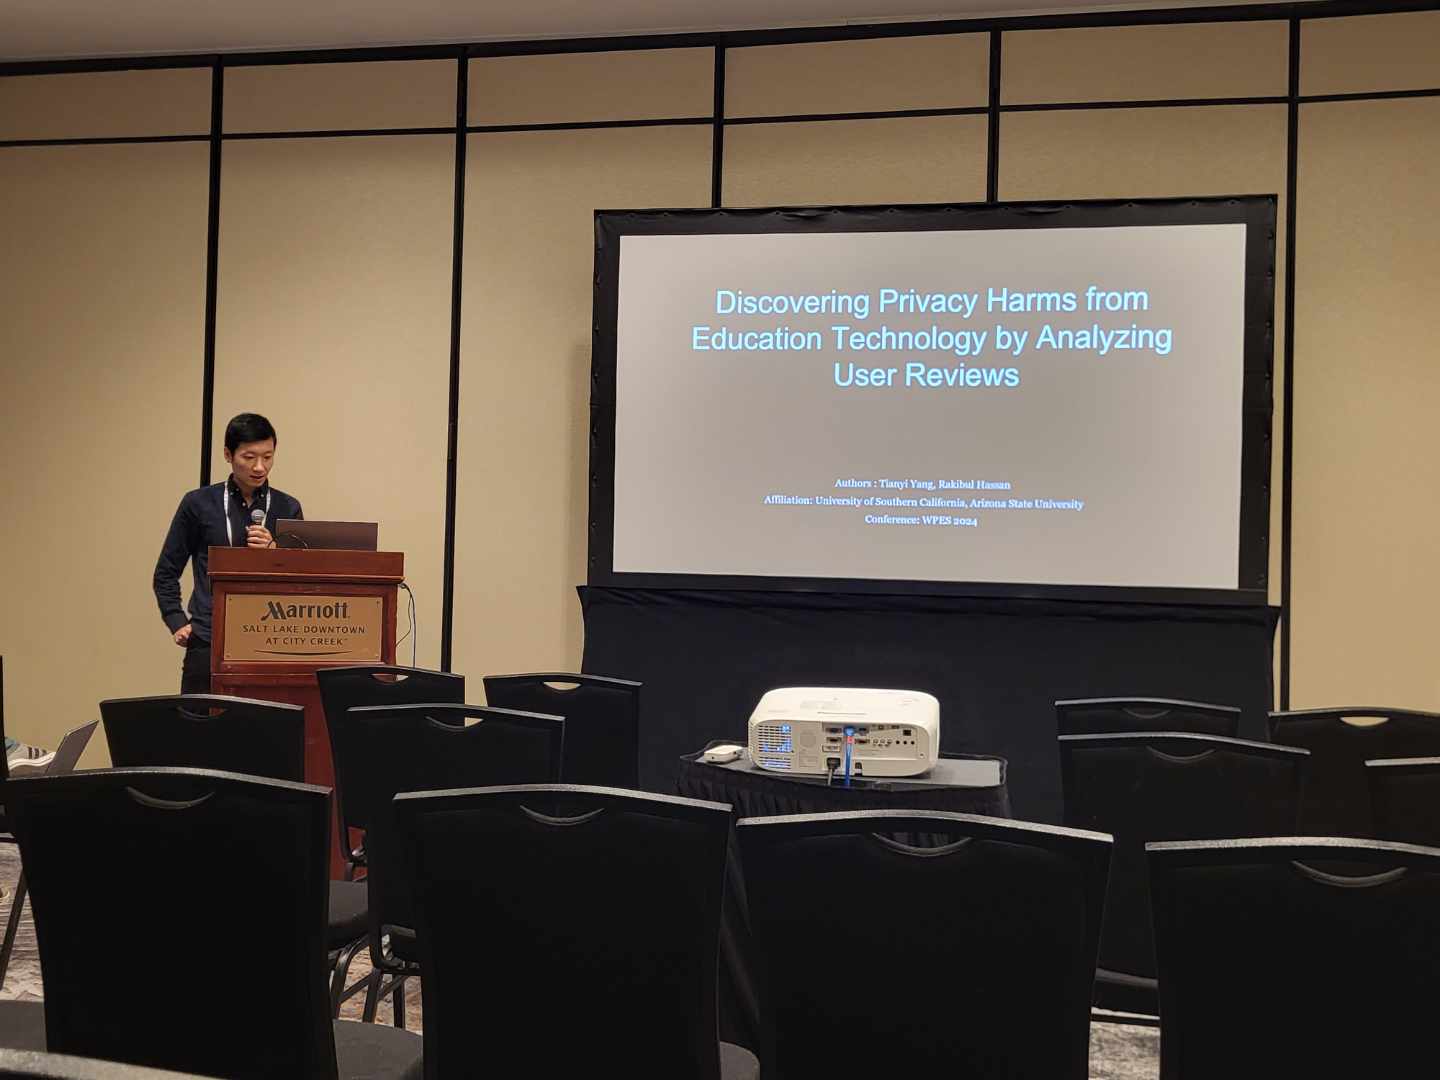 Discovering Privacy Harms from
Education Technology by Analyzing
User Reviews
Authors : Tianyi Yang, Rakibul Hassan
Affiliation: University of Southern California, Arizona State University
Conference: WPES 2024
Marriott
SALT LAKE DOWNTOWN
AT CITY CREEK™